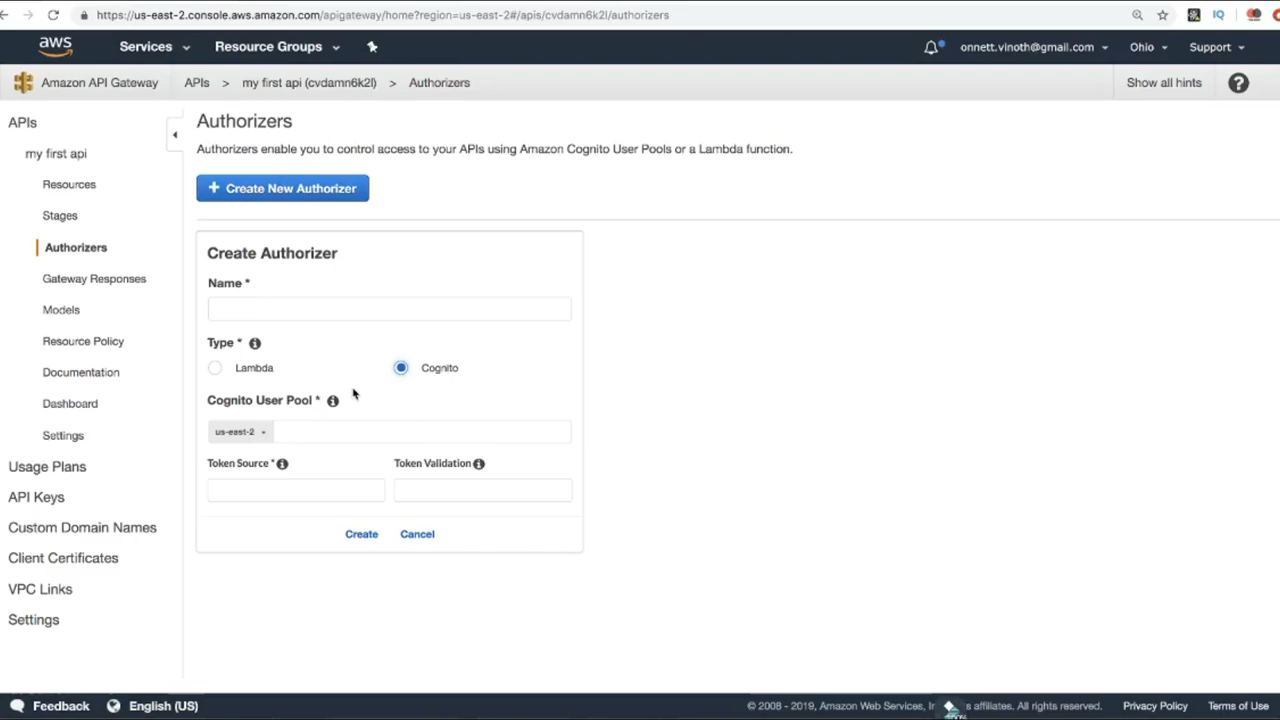 https://us-east-2.console.aws.amazon.com/apigateway/home?region=us-east-2#/apis/cvdamn6k2l/authorizers
IQ
aws
Services
Resource Groups
onnett.vinoth@gmail.com
Ohio
Support
Amazon API Gateway
APIs > my first api (cvdamn6k2l) > Authorizers
Show all hints
?
APIs
my first api
Resources
Stages
Authorizers
Gateway Responses
Models
Resource Policy
Documentation
Dashboard
Settings
Usage Plans
API Keys
Custom Domain Names
Client Certificates
VPC Links
Settings
Authorizers
Authorizers enable you to control access to your APIs using Amazon Cognito User Pools or a Lambda function.
+ Create New Authorizer
Create Authorizer
Name *
Type *
Lambda
Cognito
Cognito User Pool *
us-east-2
Token Source *
Token Validation
Create
Cancel
Feedback
English (US)
© 2008 - 2019, Amazon Web Services, In
s affiliates. All rights reserved.
Privacy Policy
Terms of Use